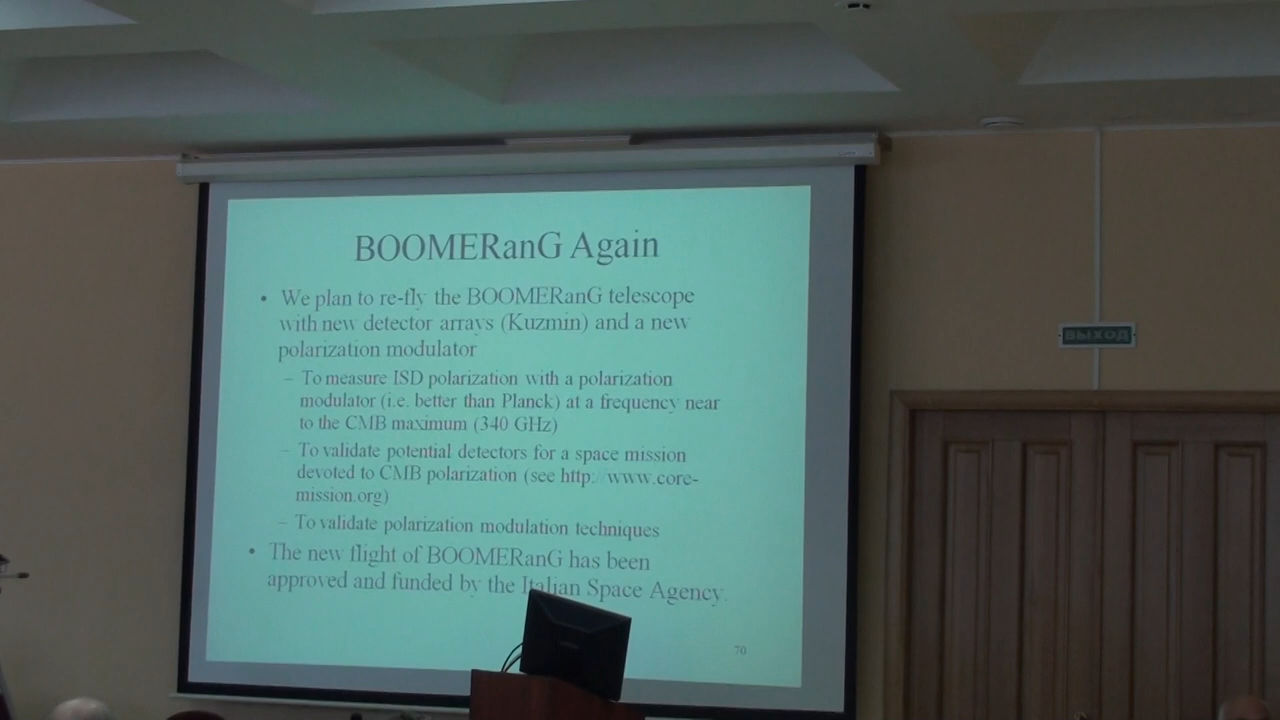 BOOMERanG Again
• We plan to re-fly the BOOMERanG telescope
with new detector arrays (Kuzmin) and a new
polarization modulator
– To measure ISD polarization with a polarization
modulator (i.e. better than Planck) at a frequency near
to the CMB maximum (340 GHz)
– To validate potential detectors for a space mission
devoted to CMB polarization (see http://www.core-
mission.org)
– To validate polarization modulation techniques
• The new flight of BOOMERanG has been
approved and funded by the Italian Space Agency.
70
ВЫХОД